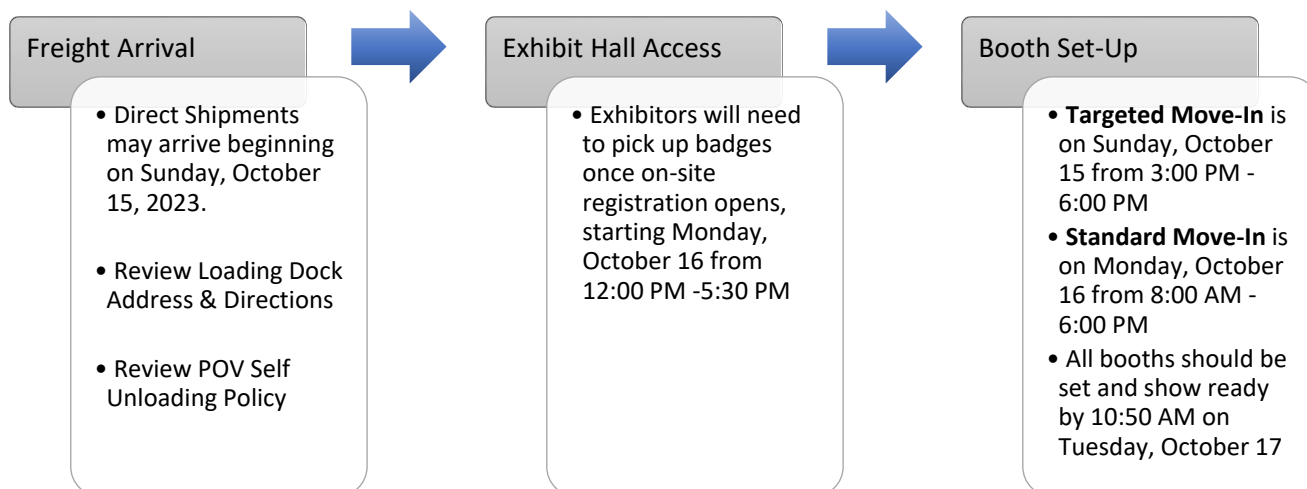 Freight Arrival
• Direct Shipments
may arrive beginning
on Sunday, October
15, 2023.
• Review Loading Dock
Address & Directions
• Review POV Self
Unloading Policy
Exhibit Hall Access
• Exhibitors will need
to pick up badges
once on-site
registration opens,
starting Monday,
October 16 from
12:00 PM -5:30 PM
Booth Set-Up
• Targeted Move-In is
on Sunday, October
15 from 3:00 PM -
6:00 PM
• Standard Move-In is
on Monday, October
16 from 8:00 AM -
6:00 PM
• All booths should be
set and show ready
by 10:50 AM on
Tuesday, October 17